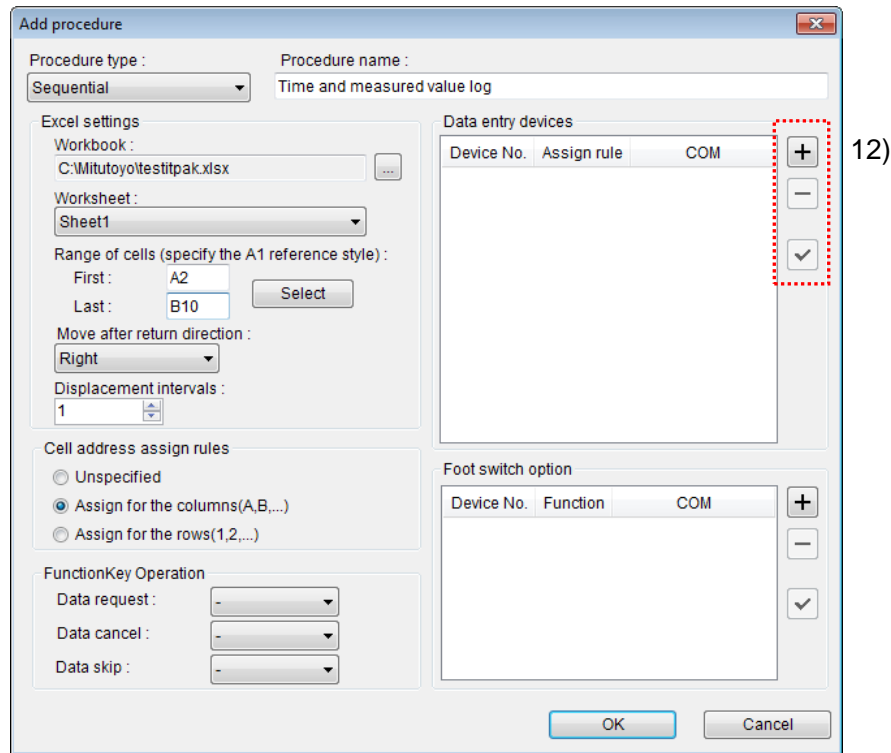 Add procedure
Procedure type :
Procedure name :
Sequential
Time and measured value log
Excel settings
Workbook :
C:\Mitutoyo\testitpak.xlsx
...
Worksheet :
Sheet1
Range of cells (specify the A1 reference style) :
First :
A2
Last :
B10
Select
Move after return direction :
Right
Displacement intervals :
1
Cell address assign rules
Unspecified
Assign for the columns(A,B,...)
Assign for the rows(1,2,...)
FunctionKey Operation
Data request :
-
Data cancel :
-
Data skip :
-
Data entry devices
Device No. Assign rule COM
12)
Foot switch option
Device No. Function COM
OK
Cancel